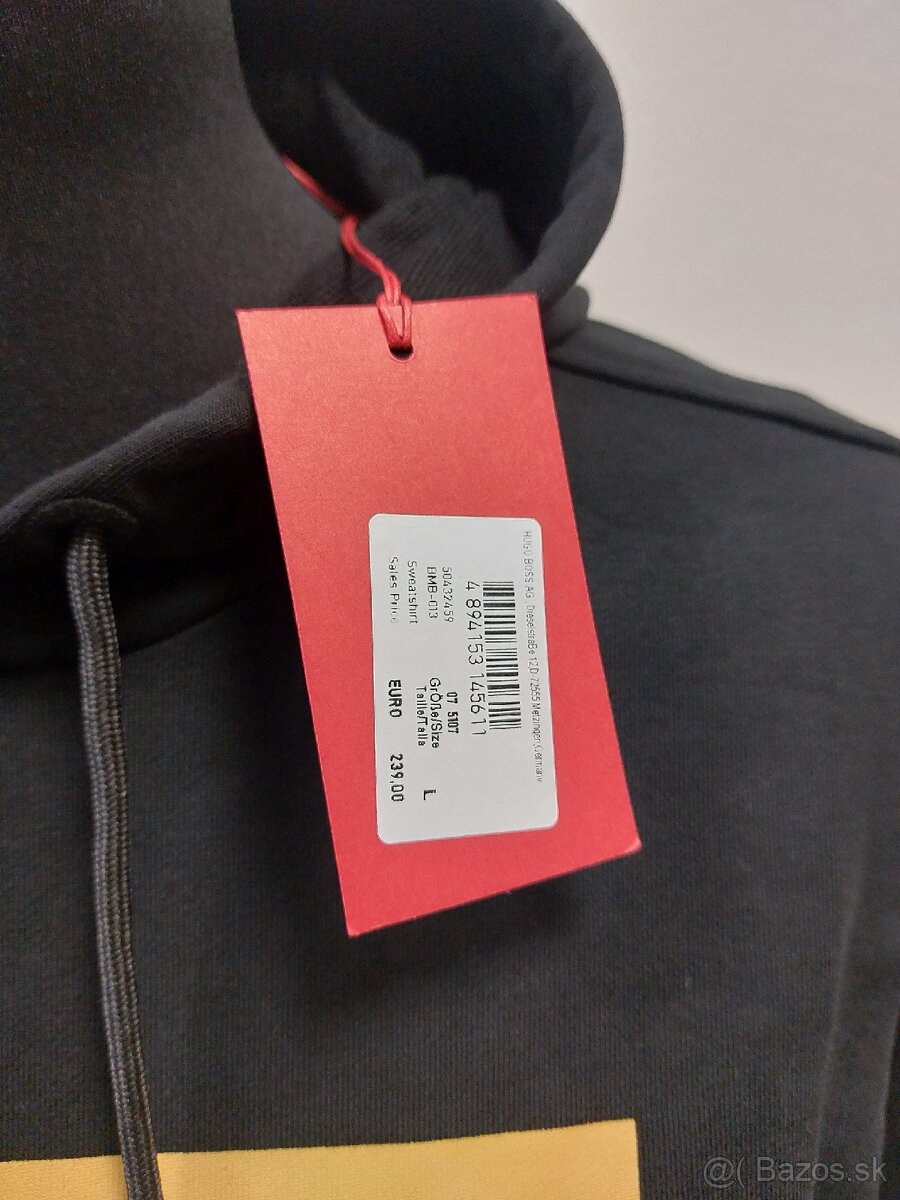 HUGO BOSS AG, Dieselstraße 12, D-72555 Metzingen, Germany
4 894153 145611
50432459 07 5107
BMB-013 Größe/Size L
Taille/Talla
Sweatshirt
Sales Price EURO 239,00
@( Bazos.sk